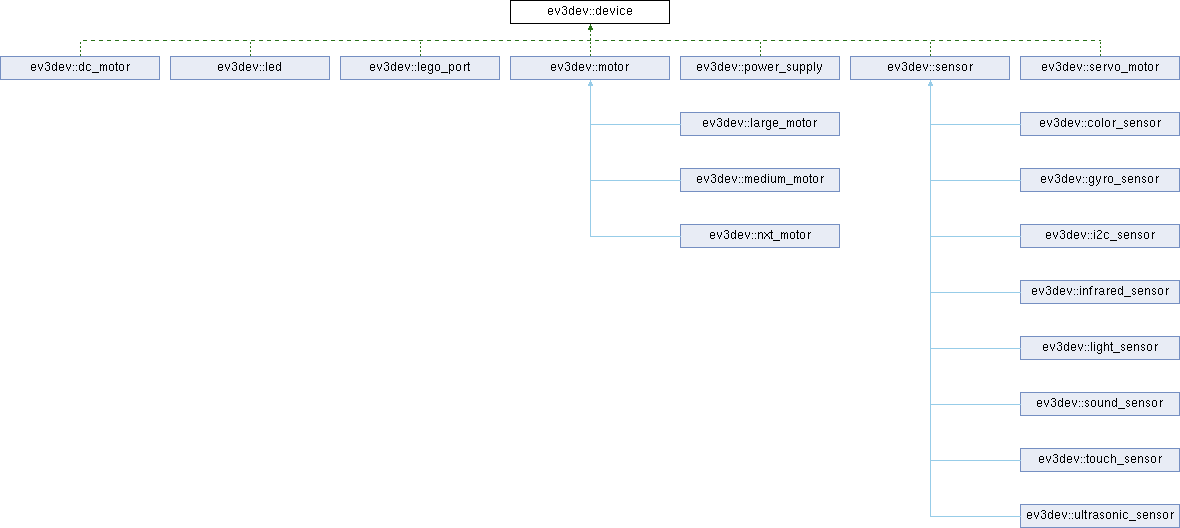 ev3dev::device
ev3dev::dc_motor
ev3dev::led
ev3dev::lego_port
ev3dev::motor
ev3dev::power_supply
ev3dev::sensor
ev3dev::servo_motor
ev3dev::large_motor
ev3dev::color_sensor
ev3dev::medium_motor
ev3dev::gyro_sensor
ev3dev::nxt_motor
ev3dev::i2c_sensor
ev3dev::infrared_sensor
ev3dev::light_sensor
ev3dev::sound_sensor
ev3dev::touch_sensor
ev3dev::ultrasonic_sensor